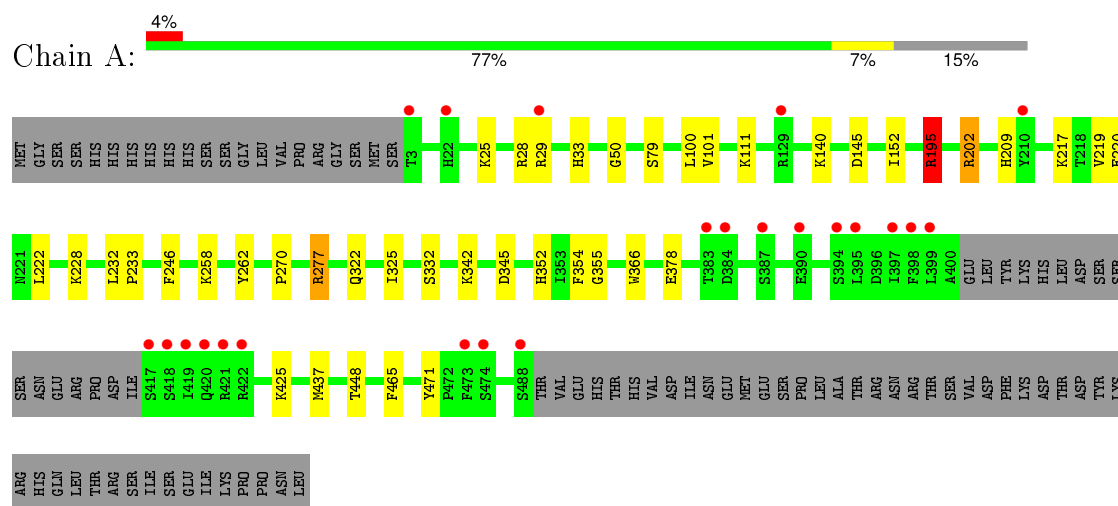 4%
Chain A:
77% 7% 15%
MET GLY SER SER HIS HIS HIS HIS HIS HIS SER SER GLY LEU VAL PRO ARG GLY SER MET SER T3 H22 K25 R28 R29 H33 G50 S79 L100 V101 K111 R129 K140 D145 I152 R195 R202 H209 Y210 K217 T218 V219 E220
N221 L222 K228 L232 P233 F246 K258 Y262 P270 R277 Q322 I325 S332 K342 D345 H352 I353 F354 G355 W366 E378 T383 D384 S387 E390 S394 L395 D396 I397 F398 L399 A400 GLU LEU TYR LYS HIS LEU ASP SER SER
SER ASN GLU ARG PRO ASP ILE S417 S418 I419 Q420 R421 R422 K425 M437 T448 F465 Y471 P472 F473 S474 S488 THR VAL GLU HIS THR HIS VAL ASP ILE ASN GLU MET GLU SER PRO LEU ALA THR ARG ASN ARG THR SER VAL ASP PHE LYS ASP THR ASP TYR LYS
ARG HIS GLN LEU THR ARG SER ILE SER GLU ILE LYS PRO PRO ASN LEU